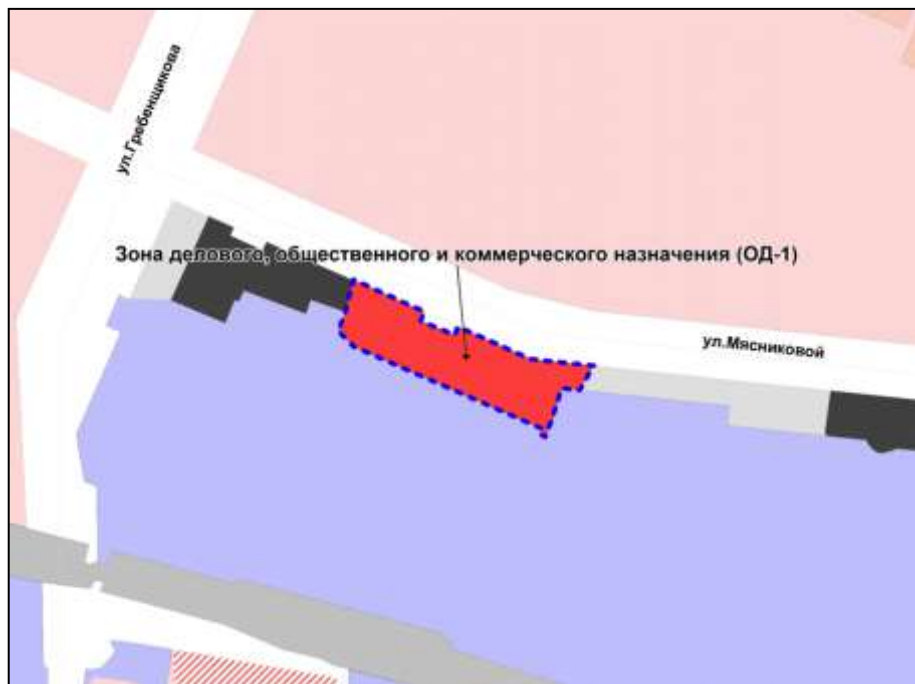 ул.Гребенщикова
Зона делового, общественного и коммерческого назначения (ОД-1)
ул.Мясниковой